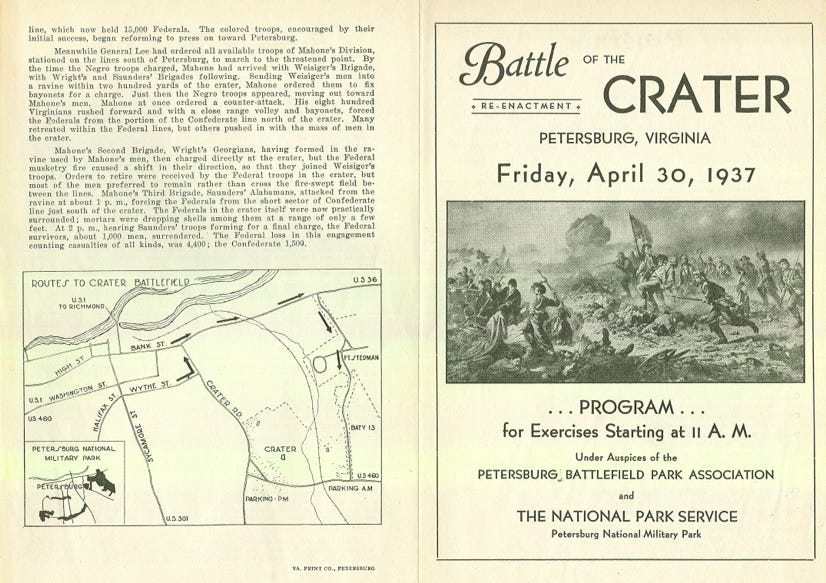 line, which now held 15,000 Federals. The colored troops, encouraged by their
initial success, began reforming to press on toward Petersburg.
Meanwhile General Lee had ordered all available troops of Mahone's Division,
stationed on the lines south of Petersburg, to march to the threatened point. By
the time the Negro troops charged, Mahone had arrived with Weisiger's Brigade,
with Wright's and Saunders' Brigades following. Sending Weisiger's men into
a ravine within two hundred yards of the crater, Mahone ordered them to fix
bayonets for a charge. Just then the Negro troops appeared, moving out toward
Mahone's men. Mahone at once ordered a counter-attack. His eight hundred
Virginians rushed forward and with a close range volley and bayonets, forced
the Federals from the portion of the Confederate line north of the crater. Many
retreated within the Federal lines, but others pushed in with the mass of men in
the crater.
Mahone's Second Brigade, Wright's Georgians, having formed in the ra-
vine used by Mahone's men, then charged directly at the crater, but the Federal
musketry fire caused a shift in their direction, so that they joined Weisiger's
troops. Orders to retire were received by the Federal troops in the crater, but
most of the men preferred to remain rather than cross the fire-swept field be-
tween the lines. Mahone's Third Brigade, Saunders' Alabamans, attacked from the
ravine at about 1 p. m., forcing the Federals from the short sector of Confederate
line just south of the crater. The Federals in the crater itself were now practically
surrounded; mortars were dropping shells among them at a range of only a few
feet. At 2 p. m., hearing Saunders' troops forming for a final charge, the Federal
survivors, about 1,000 men, surrendered. The Federal loss in this engagement
counting casualties of all kinds, was 4,400; the Confederate 1,500.
ROUTES TO CRATER BATTLEFIELD
U.S.36
U.S.1
TO RICHMOND
BANK ST.
HIGH ST.
FT. STEDMAN
U.S.1 WASHINGTON ST.
WYTHE ST.
U.S. 460
HALIFAX ST.
SYCAMORE ST
CRATER RD.
BATY 13
CRATER
PETERSBURG NATIONAL
MILITARY PARK
PETERSBURG
U.S 460
PARKING A.M
PARKING-P.M
U.S.301
VA. PRINT CO., PETERSBURG
Battle OF THE
RE-ENACTMENT
CRATER
PETERSBURG, VIRGINIA
Friday, April 30, 1937
... PROGRAM ...
for Exercises Starting at 11 A. M.
Under Auspices of the
PETERSBURG BATTLEFIELD PARK ASSOCIATION
and
THE NATIONAL PARK SERVICE
Petersburg National Military Park